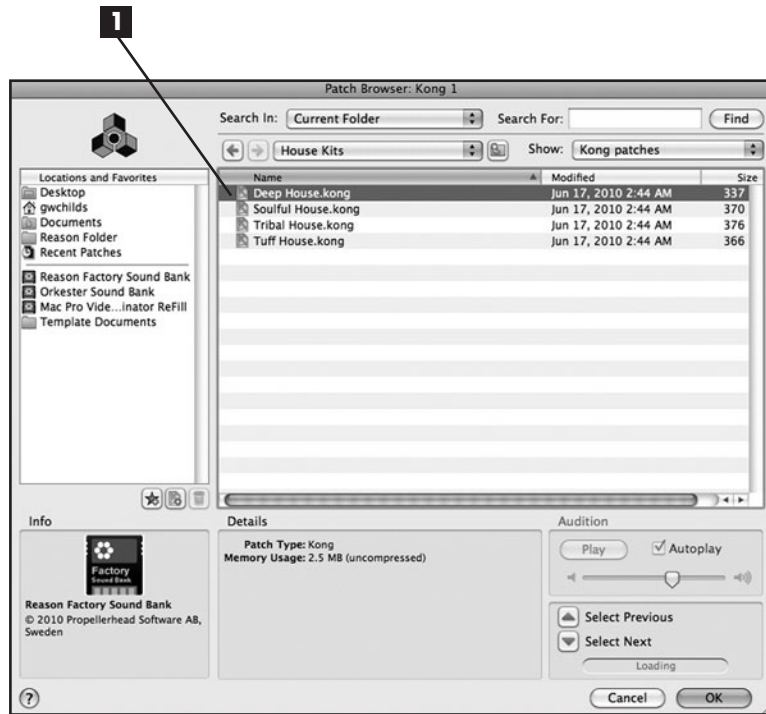 1
Patch Browser: Kong 1
Search In: Current Folder Search For: Find
House Kits Show: Kong patches
Locations and Favorites
Desktop
gwchilds
Documents
Reason Folder
Recent Patches
Reason Factory Sound Bank
Orkester Sound Bank
Mac Pro Vide...inator ReFill
Template Documents
Name Modified Size
Deep House.kong Jun 17, 2010 2:44 AM 337
Soulful House.kong Jun 17, 2010 2:44 AM 370
Tribal House.kong Jun 17, 2010 2:44 AM 376
Tuff House.kong Jun 17, 2010 2:44 AM 366
Info
Factory
Sound Bank
Reason Factory Sound Bank
© 2010 Propellerhead Software AB,
Sweden
Details
Patch Type: Kong
Memory Usage: 2.5 MB (uncompressed)
Audition
Play Autoplay
Select Previous
Select Next
Loading
? Cancel OK